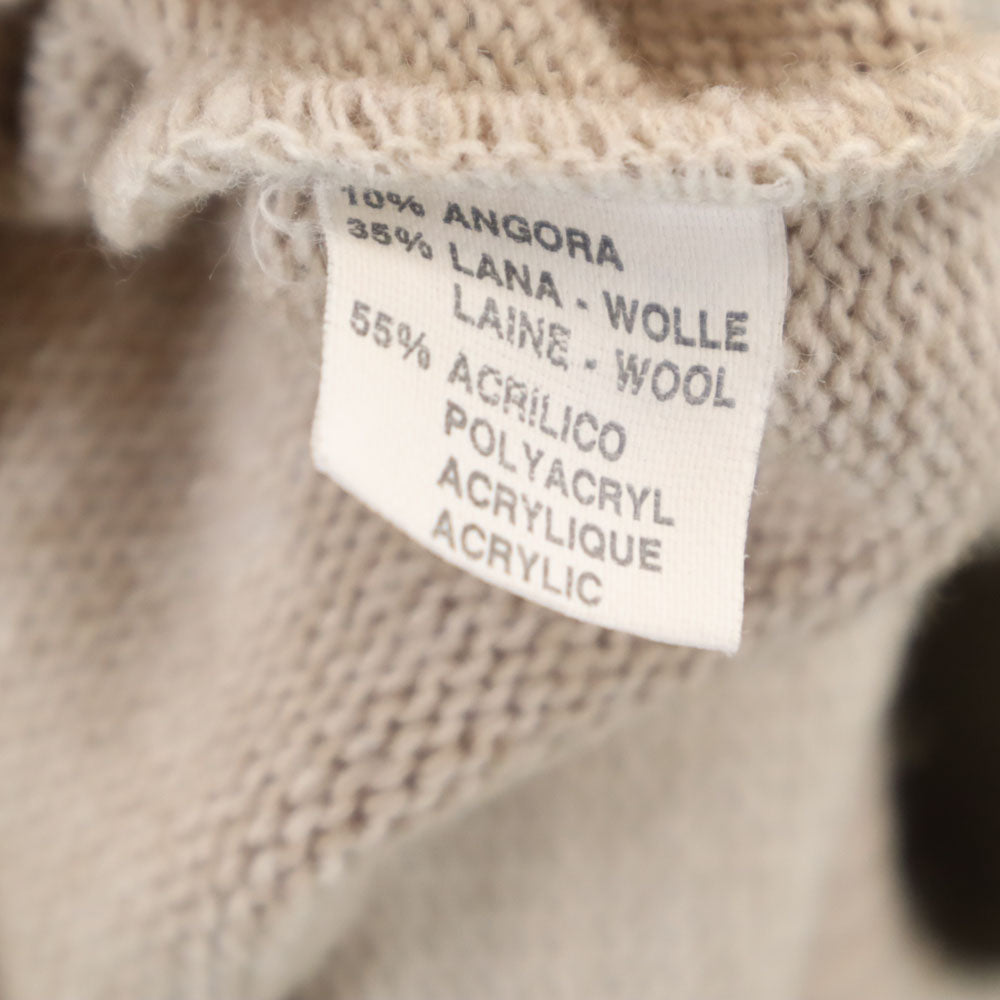 10% ANGORA
35% LANA - WOLLE
LAINE - WOOL
55% ACRILICO
POLYACRYL
ACRYLIQUE
ACRYLIC